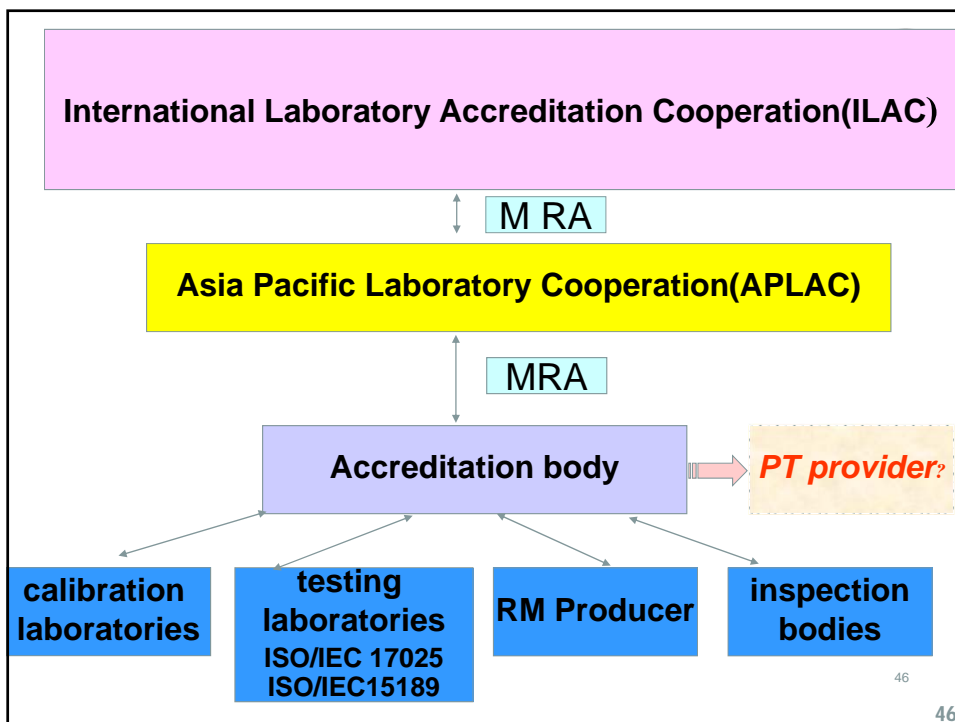 International Laboratory Accreditation Cooperation(ILAC)
M RA
Asia Pacific Laboratory Cooperation(APLAC)
MRA
Accreditation body
PT provider?
calibration
laboratories
testing
laboratories
ISO/IEC 17025
ISO/IEC15189
RM Producer
inspection
bodies
46
46